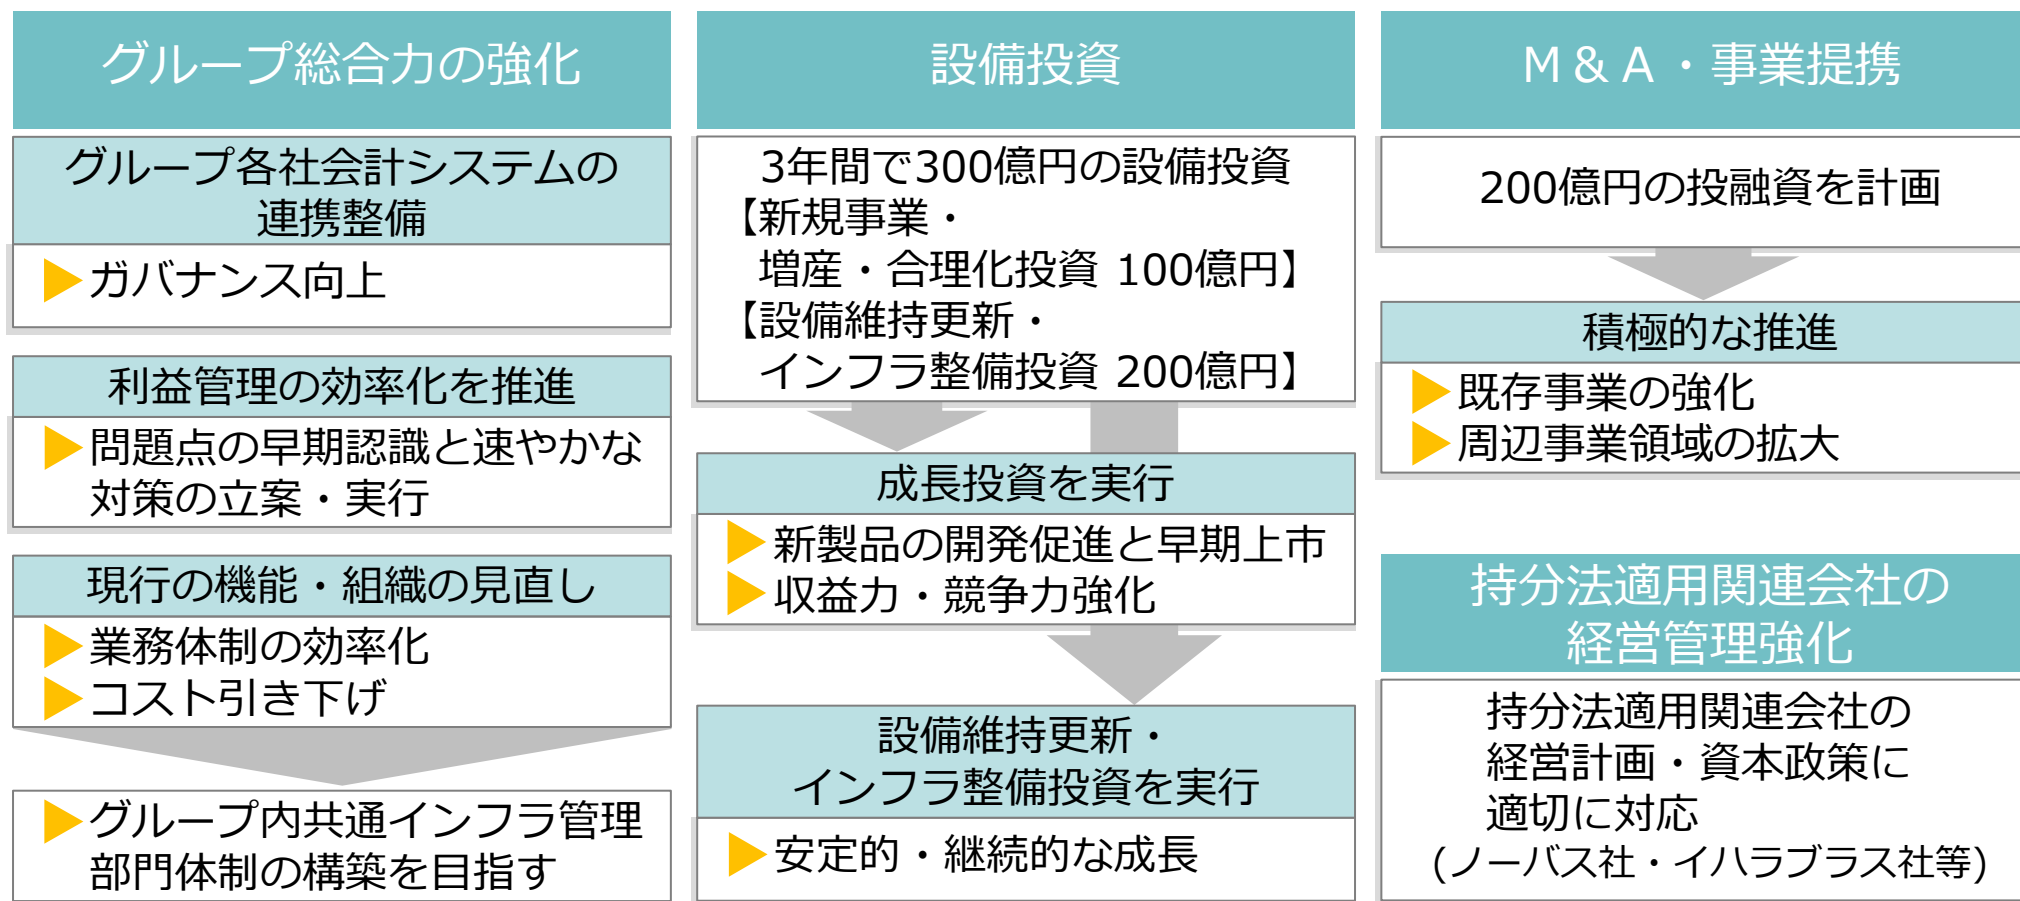 グループ総合力の強化
グループ各社会計システムの
連携整備
ガバナンス向上
利益管理の効率化を推進
問題点の早期認識と速やかな
対策の立案・実行
現行の機能・組織の見直し
業務体制の効率化
コスト引き下げ
グループ内共通インフラ管理
部門体制の構築を目指す
設備投資
3年間で300億円の設備投資
【新規事業・
増産・合理化投資 100億円】
【設備維持更新・
インフラ整備投資 200億円】
成長投資を実行
新製品の開発促進と早期上市
収益力・競争力強化
設備維持更新・
インフラ整備投資を実行
安定的・継続的な成長
M＆A・事業提携
200億円の投融資を計画
積極的な推進
既存事業の強化
周辺事業領域の拡大
持分法適用関連会社の
経営管理強化
持分法適用関連会社の
経営計画・資本政策に
適切に対応
(ノーバス社・イハラブラス社等)